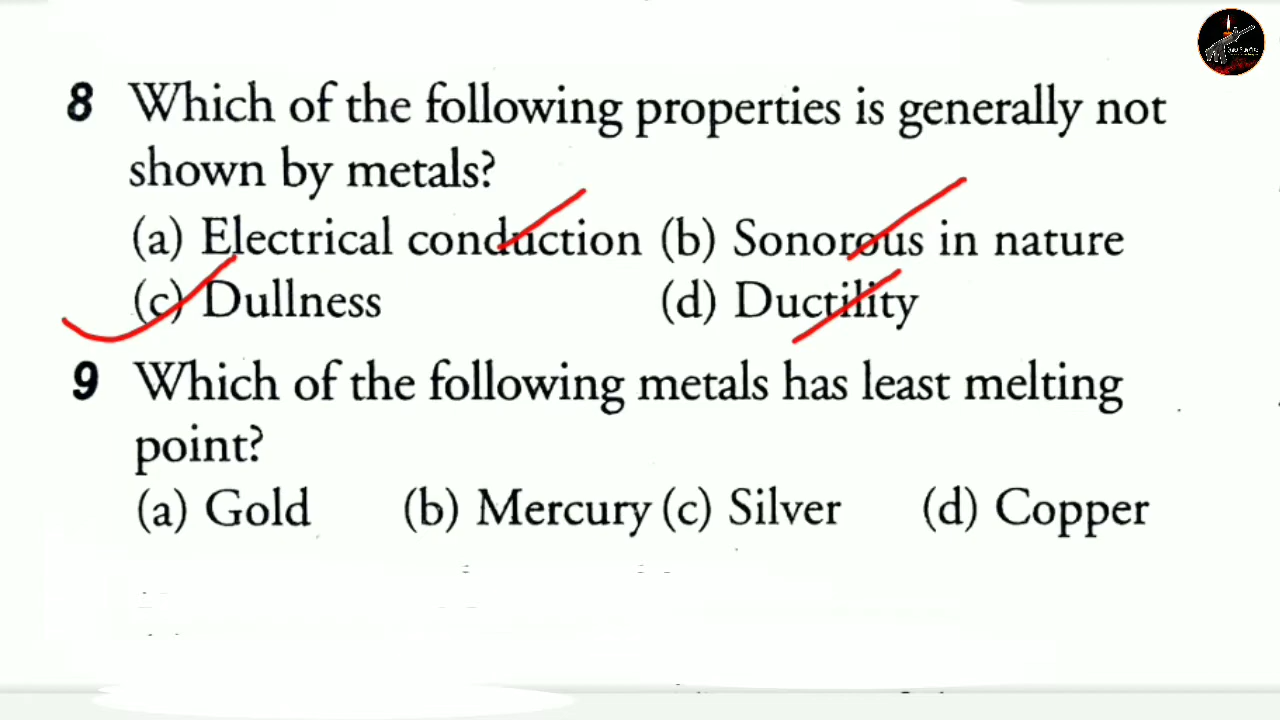 8 Which of the following properties is generally not
shown by metals?
(a) Electrical conduction (b) Sonorous in nature
(c) Dullness (d) Ductility
9 Which of the following metals has least melting
point?
(a) Gold (b) Mercury (c) Silver (d) Copper